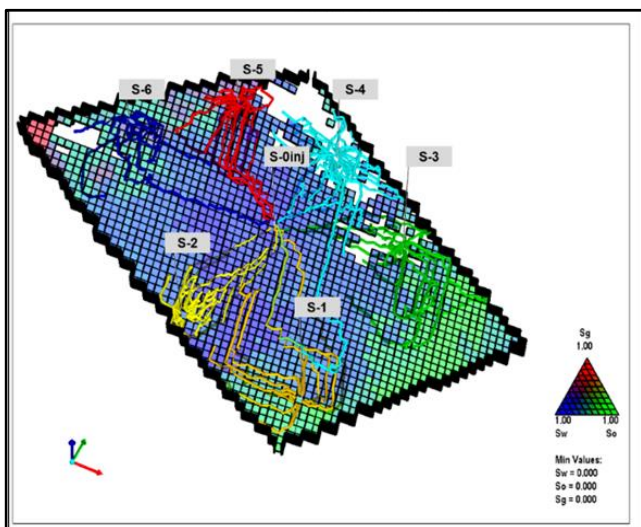 S-5
S-6
S-4
S-0inj
S-3
S-2
S-1
Sg
1.00
1.00 1.00
Sw So
Min Values:
Sw = 0.000
So = 0.000
Sg = 0.000